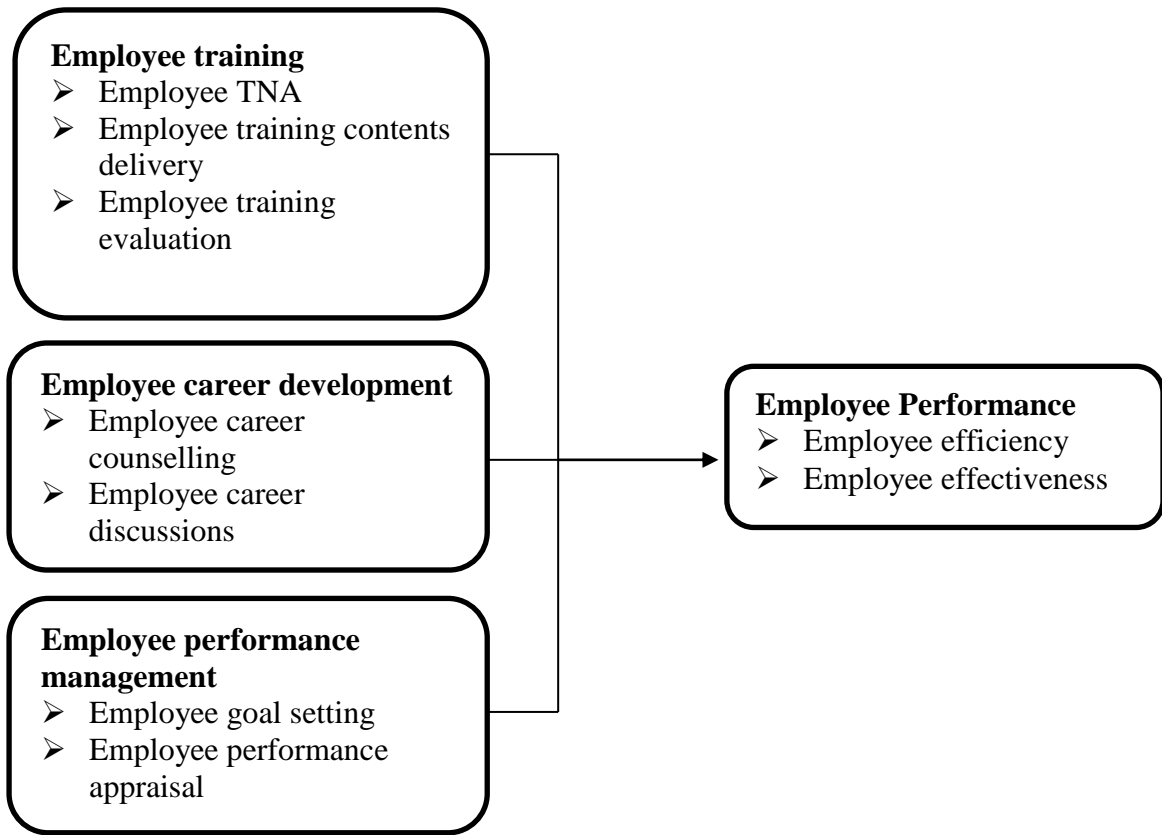 Employee training
➢ Employee TNA
➢ Employee training contents
delivery
➢ Employee training
evaluation
Employee career development
➢ Employee career
counselling
➢ Employee career
discussions
Employee performance
management
➢ Employee goal setting
➢ Employee performance
appraisal
Employee Performance
➢ Employee efficiency
➢ Employee effectiveness